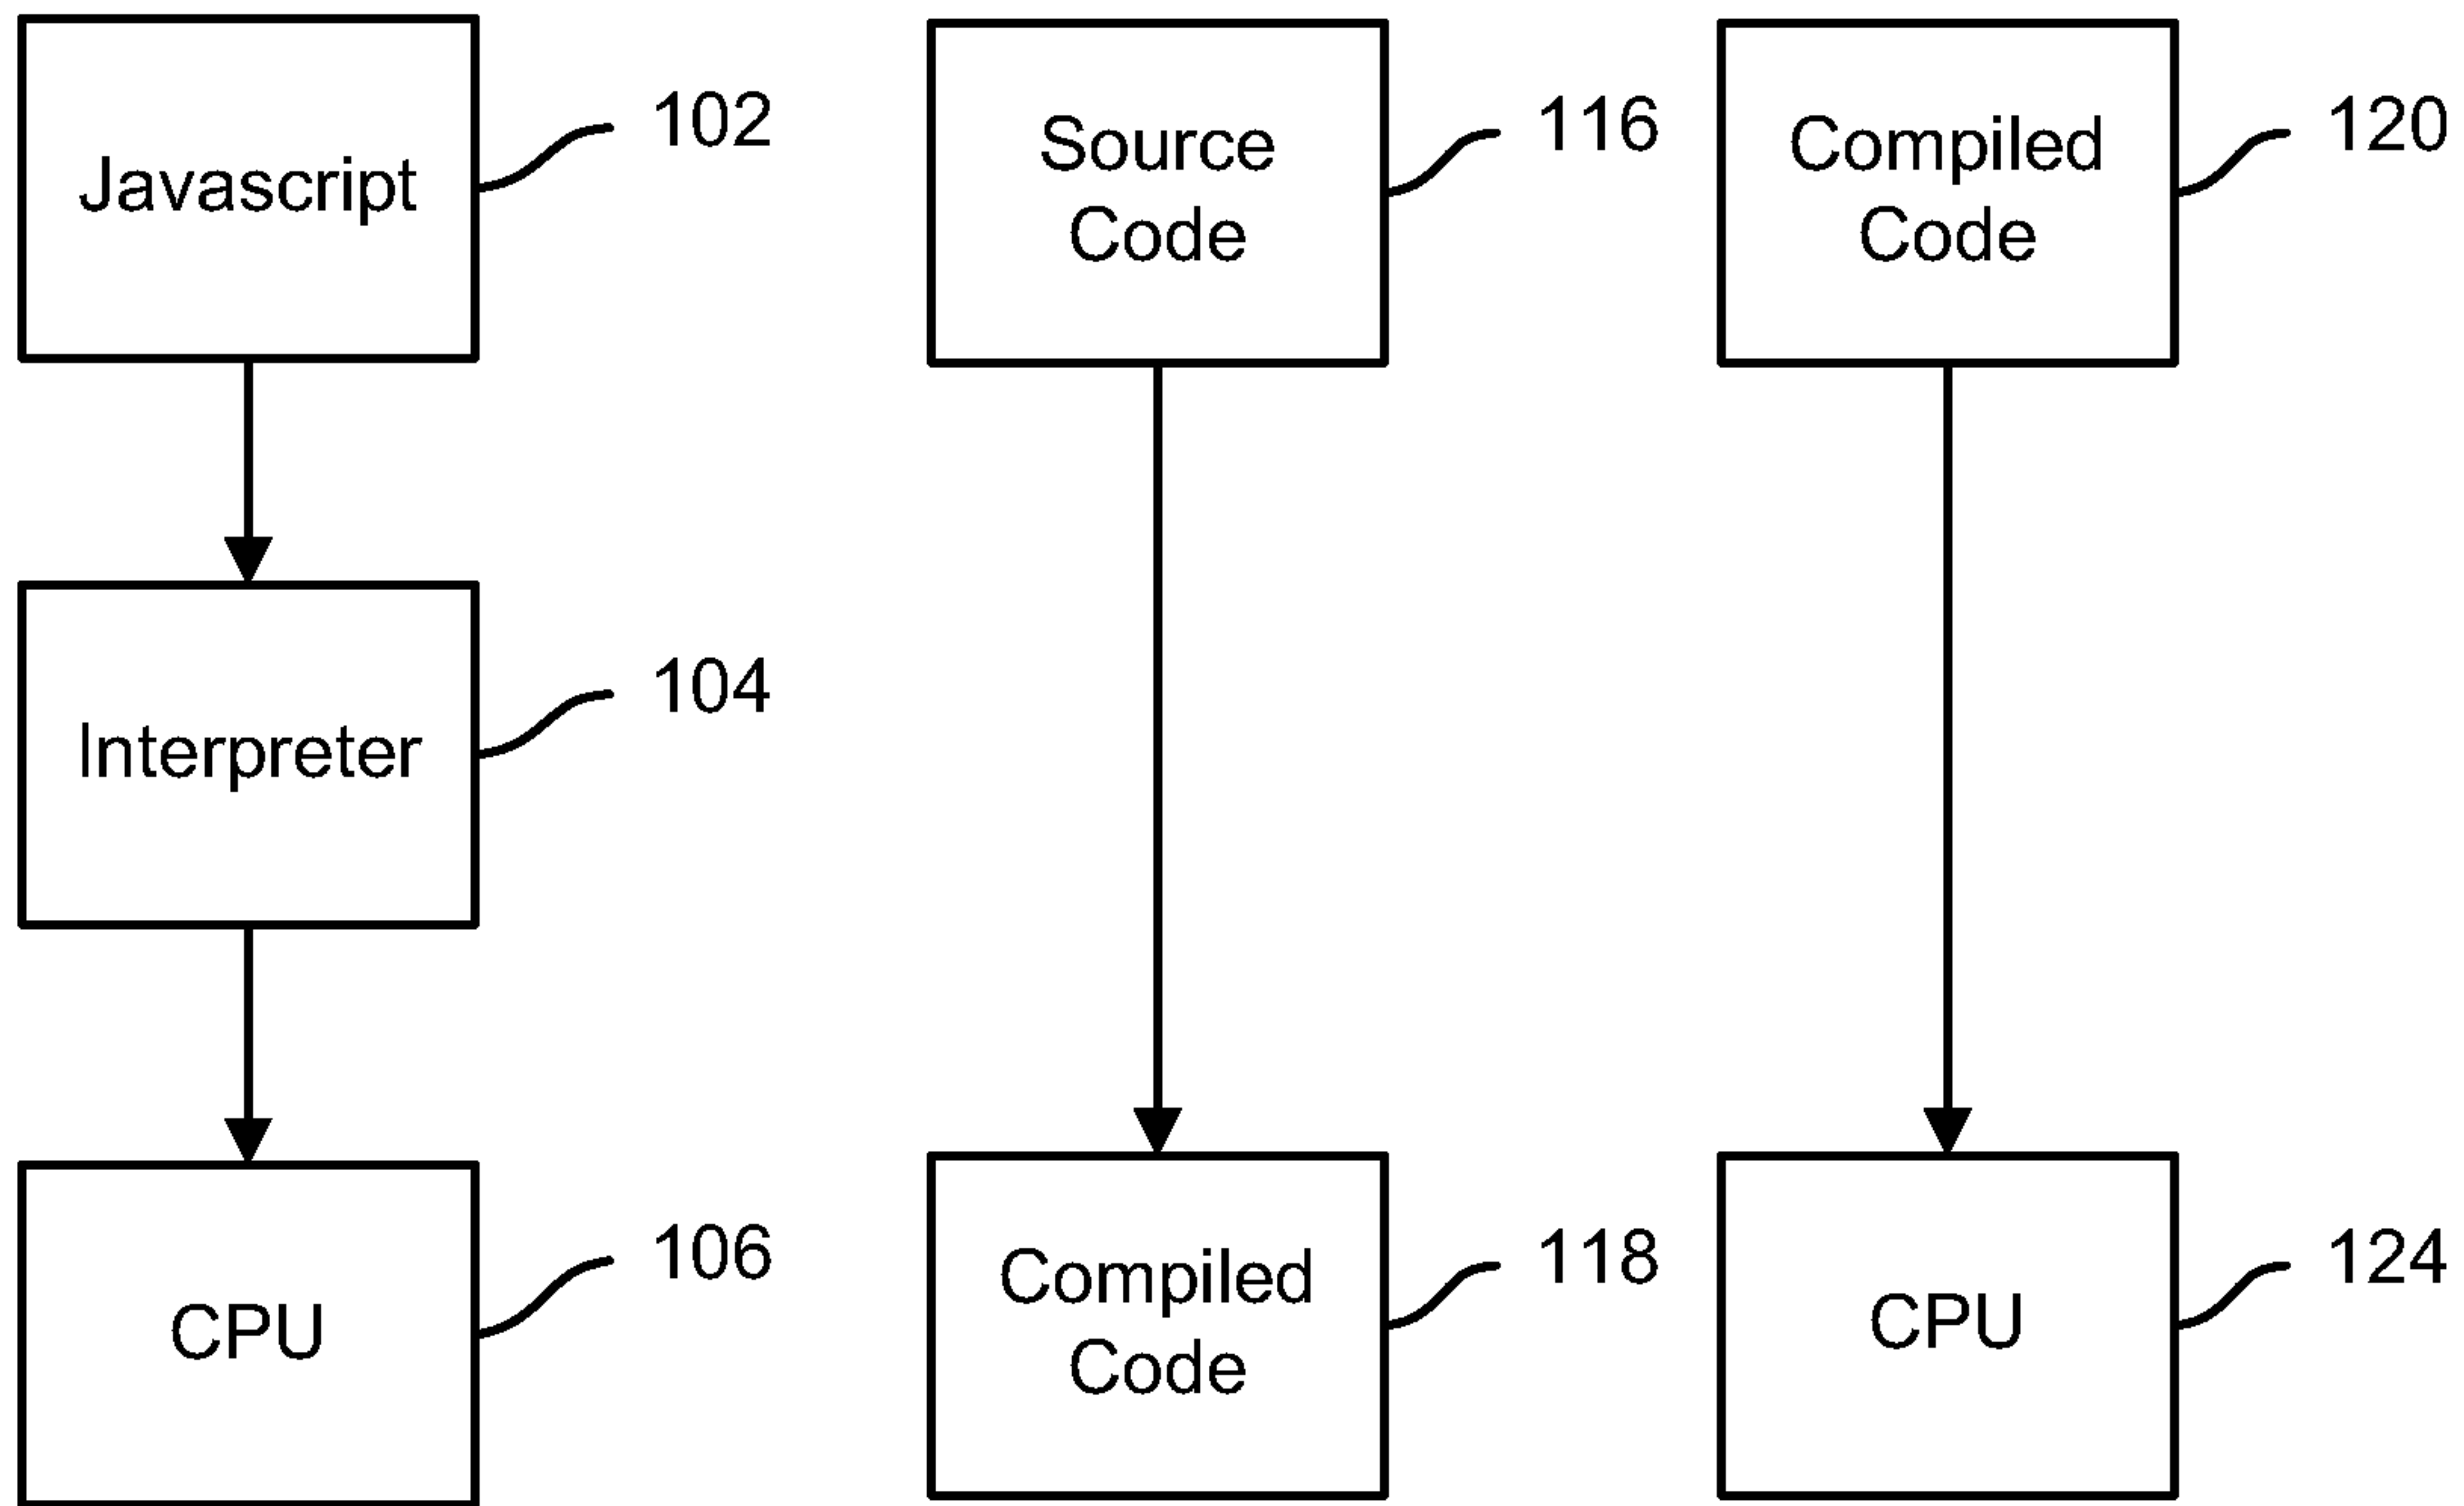 Javascript
102
Interpreter
104
CPU
106
Source
Code
116
Compiled
Code
118
Compiled
Code
120
CPU
124